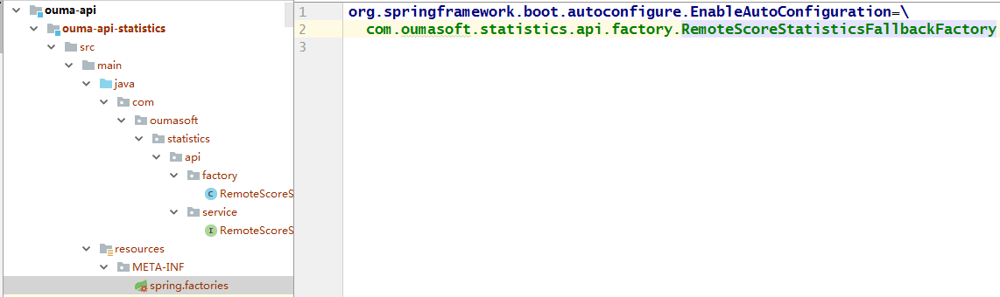 ouma-api
ouma-api-statistics
src
main
java
com
oumasoft
statistics
api
factory
C RemoteScoreS
service
I RemoteScoreS
resources
META-INF
spring.factories
1 org.springframework.boot.autoconfigure.EnableAutoConfiguration=\
2 com.oumasoft.statistics.api.factory.RemoteScoreStatisticsFallbackFactory
3